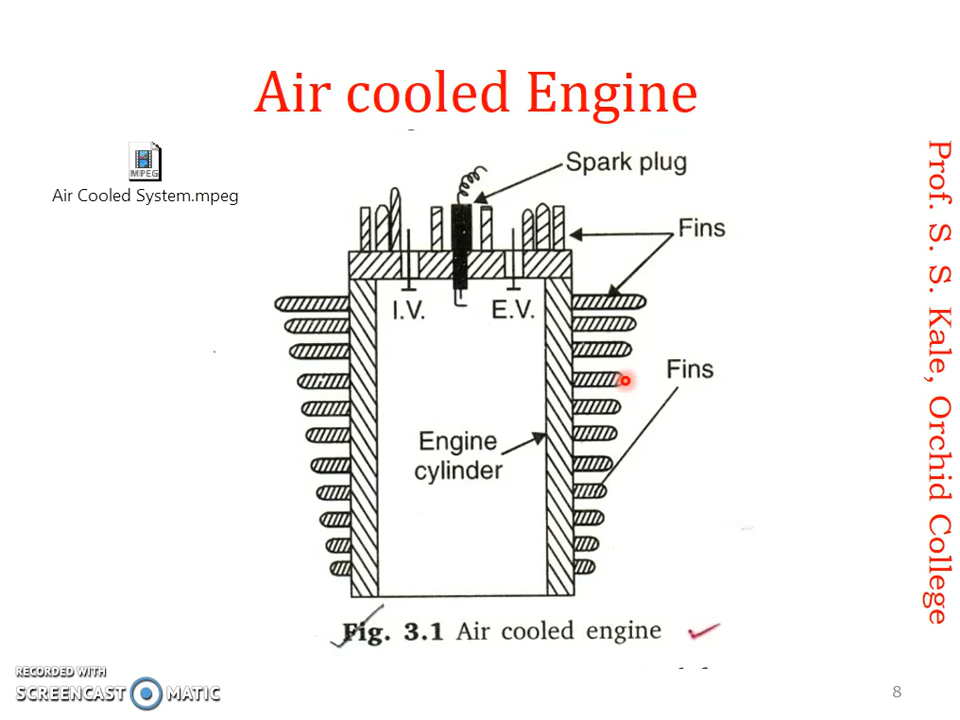 Air cooled Engine
MPEG
Air Cooled System.mpeg
Spark plug
Fins
I.V.
E.V.
Fins
Engine
cylinder
Fig. 3.1 Air cooled engine
Prof. S. S. Kale, Orchid College
RECORDED WITH
SCREENCAST MATIC
8